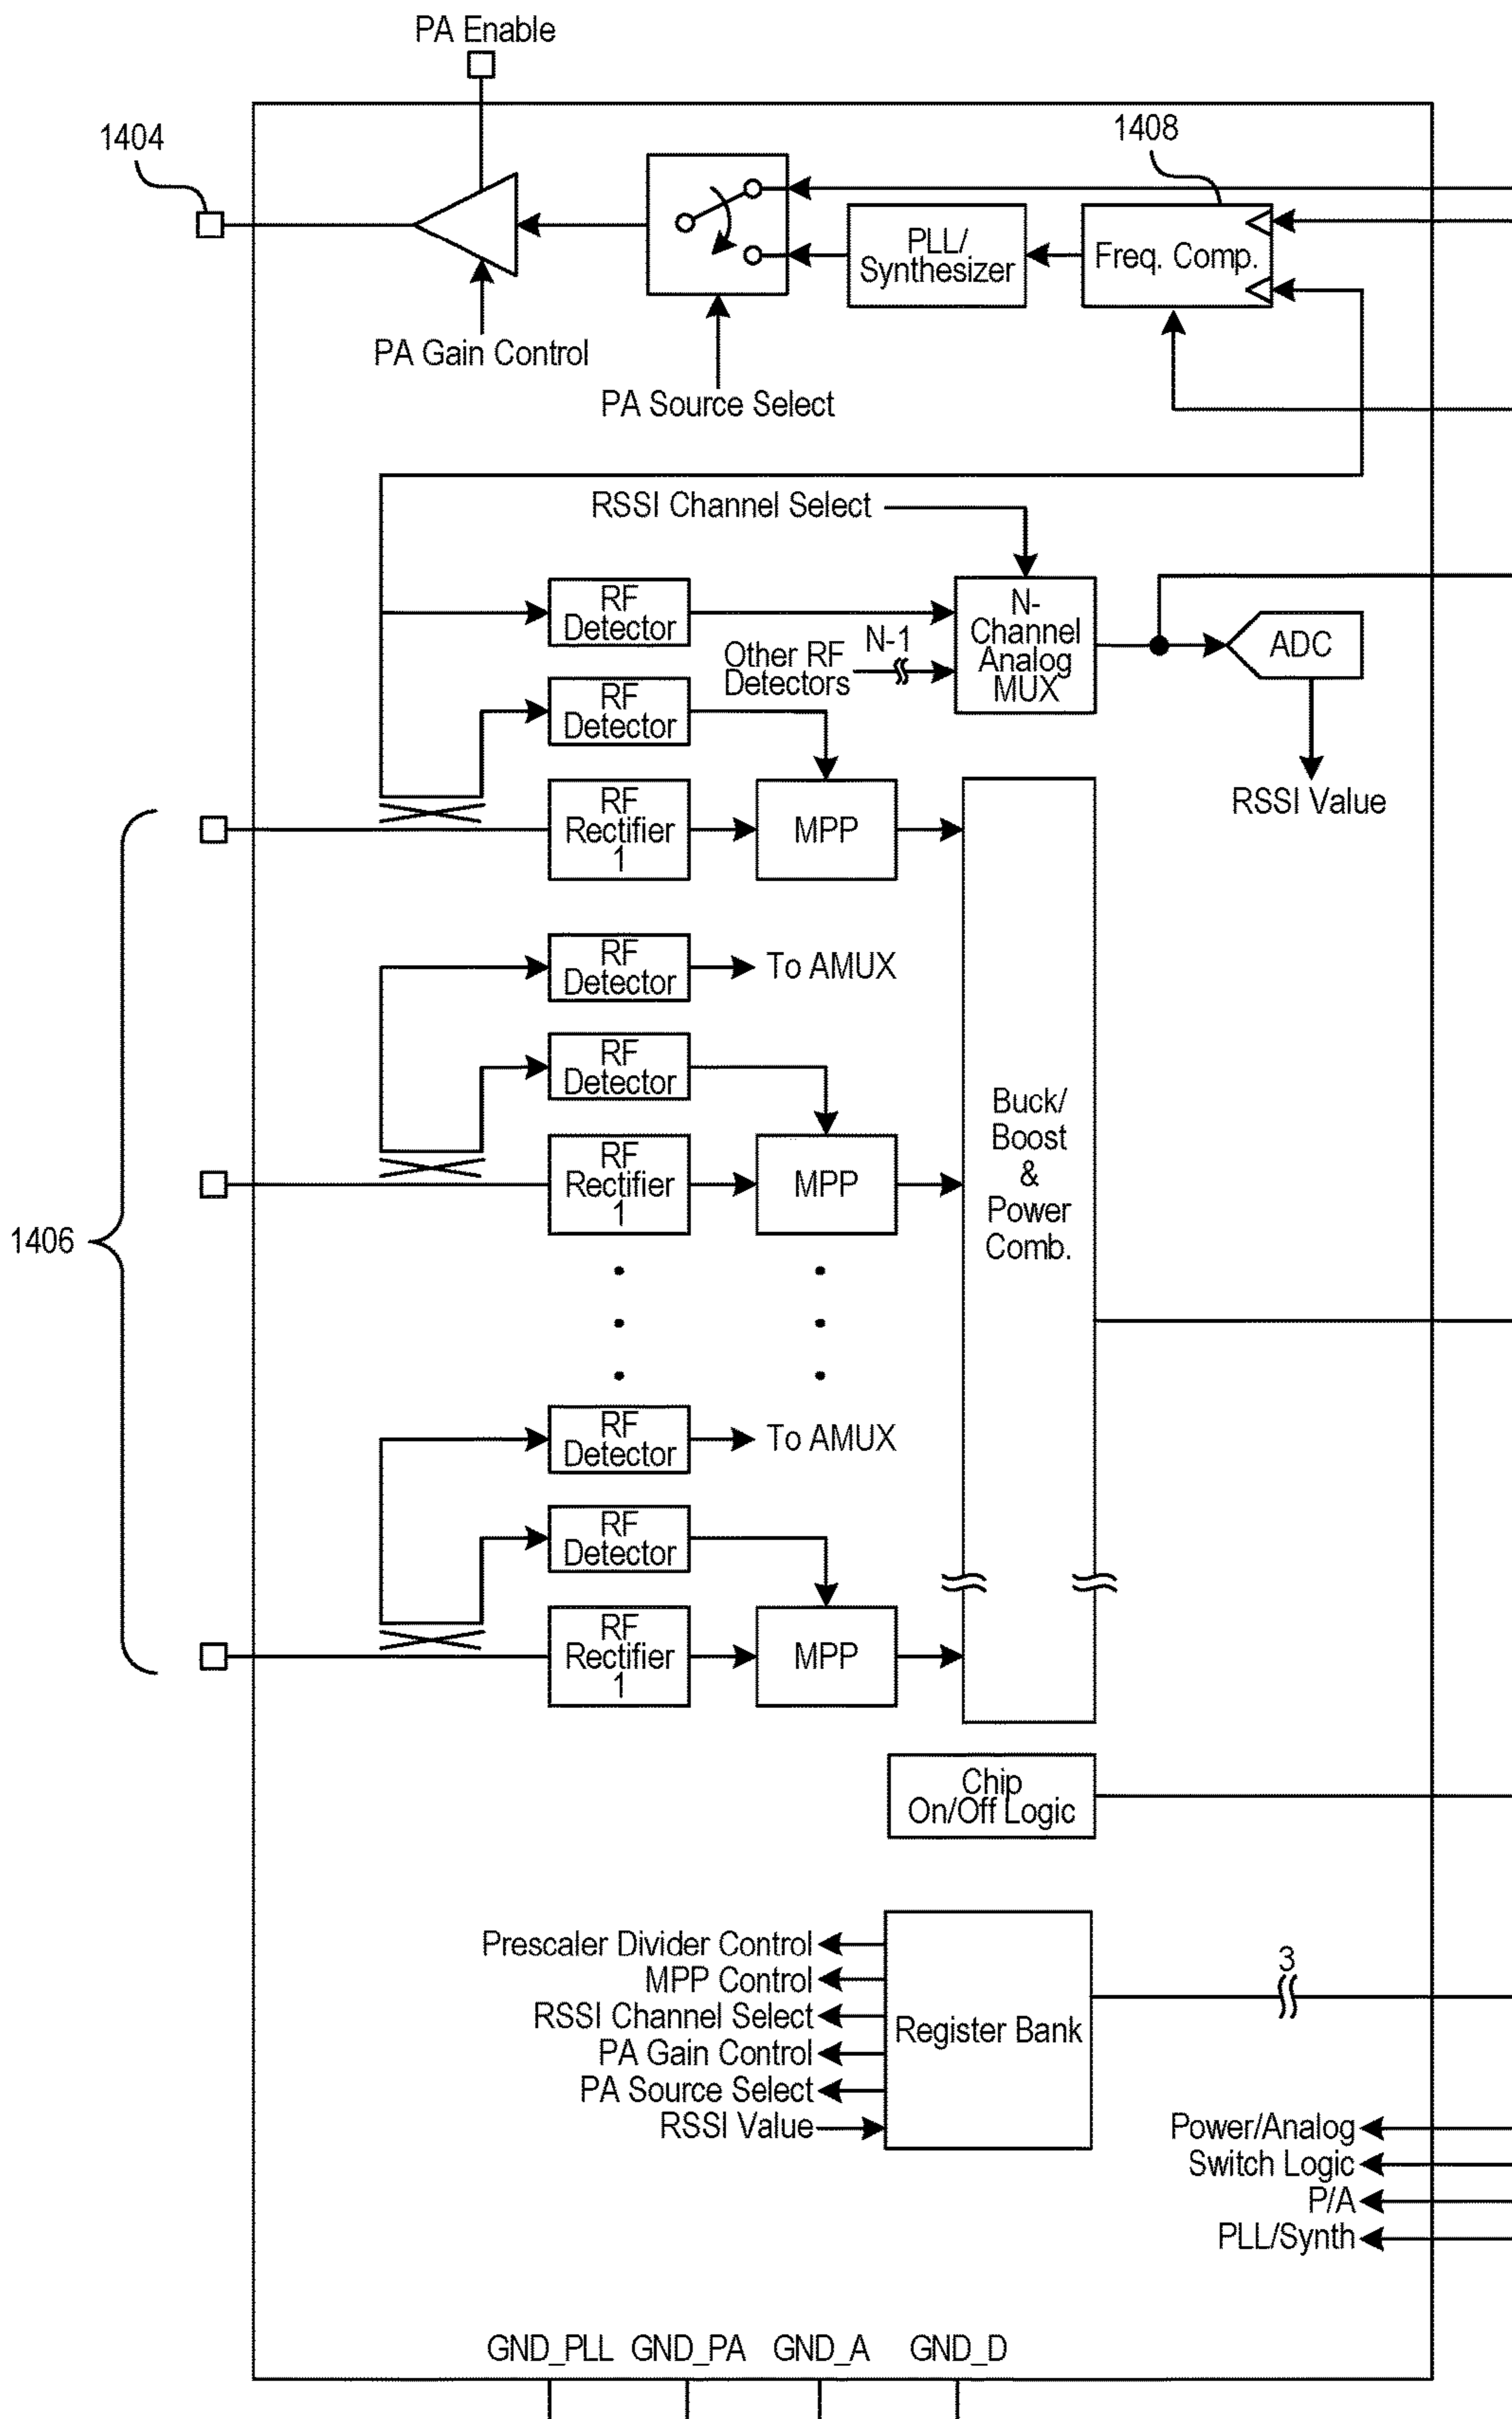 PA Enable
1404
1408
PLL/
Synthesizer
Freq. Comp.
PA Gain Control
PA Source Select
RSSI Channel Select
RF
Detector
N-
Channel
Analog
MUX
N-1
Other RF
Detectors
ADC
RF
Detector
RSSI Value
RF
Rectifier
1
MPP
RF
Detector
To AMUX
RF
Detector
Buck/
Boost
&
Power
Comb.
RF
Rectifier
1
MPP
1406
RF
Detector
To AMUX
RF
Detector
RF
Rectifier
1
MPP
Chip
On/Off Logic
Prescaler Divider Control
MPP Control
RSSI Channel Select
PA Gain Control
PA Source Select
RSSI Value
Register Bank
3
Power/Analog
Switch Logic
P/A
PLL/Synth
GND_PLL GND_PA GND_A GND_D